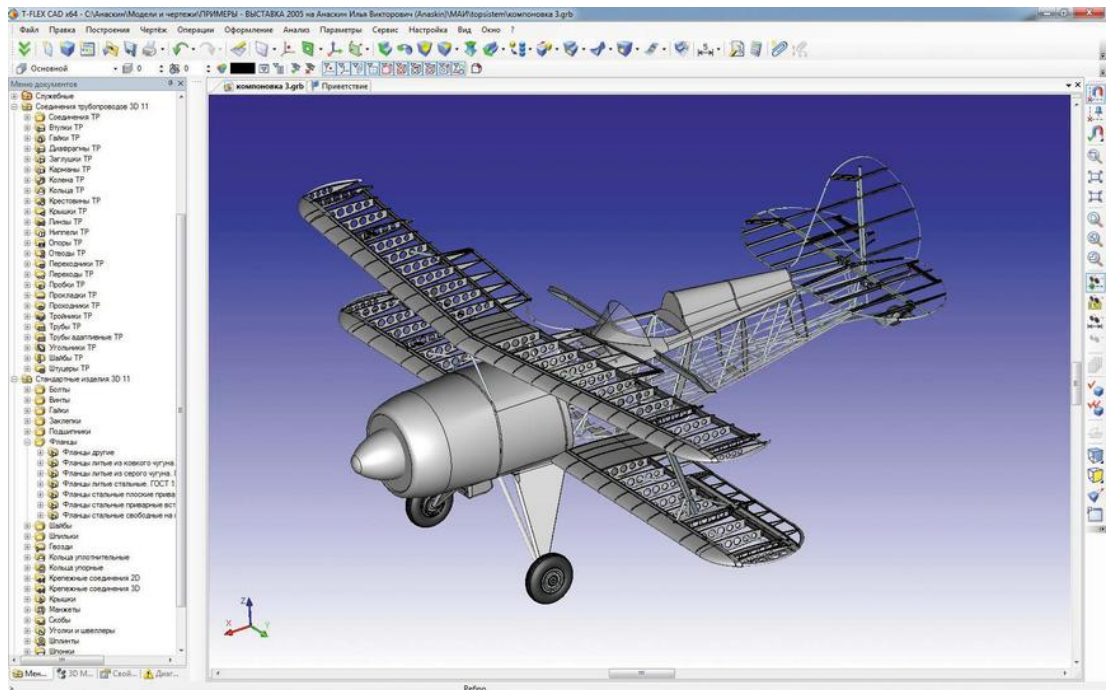 T-FLEX CAD x64 - C:\Анаскин\Модели и чертежи\ПРИМЕРЫ - ВЫСТАВКА 2005 на Анаскин Илья Викторович (Anaskin)\МАИ\topsistem\компоновка 3.grb
Файл Правка Построения Чертёж Операции Оформление Анализ Параметры Сервис Настройка Вид Окно ?
Основной 0 0
Меню документов
компоновка 3.grb Приветствие
Служебные
Соединения трубопроводов 3D 11
Соединения ТР
Втулки ТР
Гайки ТР
Диафрагмы ТР
Заглушки ТР
Карманы ТР
Колена ТР
Кольца ТР
Крестовины ТР
Крышки ТР
Линзы ТР
Ниппели ТР
Опоры ТР
Отводы ТР
Переходники ТР
Переходы ТР
Пробки ТР
Прокладки ТР
Проходники ТР
Тройники ТР
Трубы ТР
Трубы адаптивные ТР
Угольники ТР
Шайбы ТР
Штуцеры ТР
Стандартные изделия 3D 11
Болты
Винты
Гайки
Заклепки
Подшипники
Фланцы
Фланцы другие
Фланцы литые из ковкого чугуна.
Фланцы литые из серого чугуна.
Фланцы литые стальные. ГОСТ 1
Фланцы стальные плоские прива
Фланцы стальные приварные вст
Фланцы стальные свободные на
Шайбы
Шпильки
Гвозди
Кольца уплотнительные
Кольца упорные
Крепежные соединения 2D
Крепежные соединения 3D
Крышки
Манжеты
Скобы
Уголки и швеллеры
Шплинты
Шпонки
Z
X Y
Мен... 3D М... Свой... Диаг...
Ребро